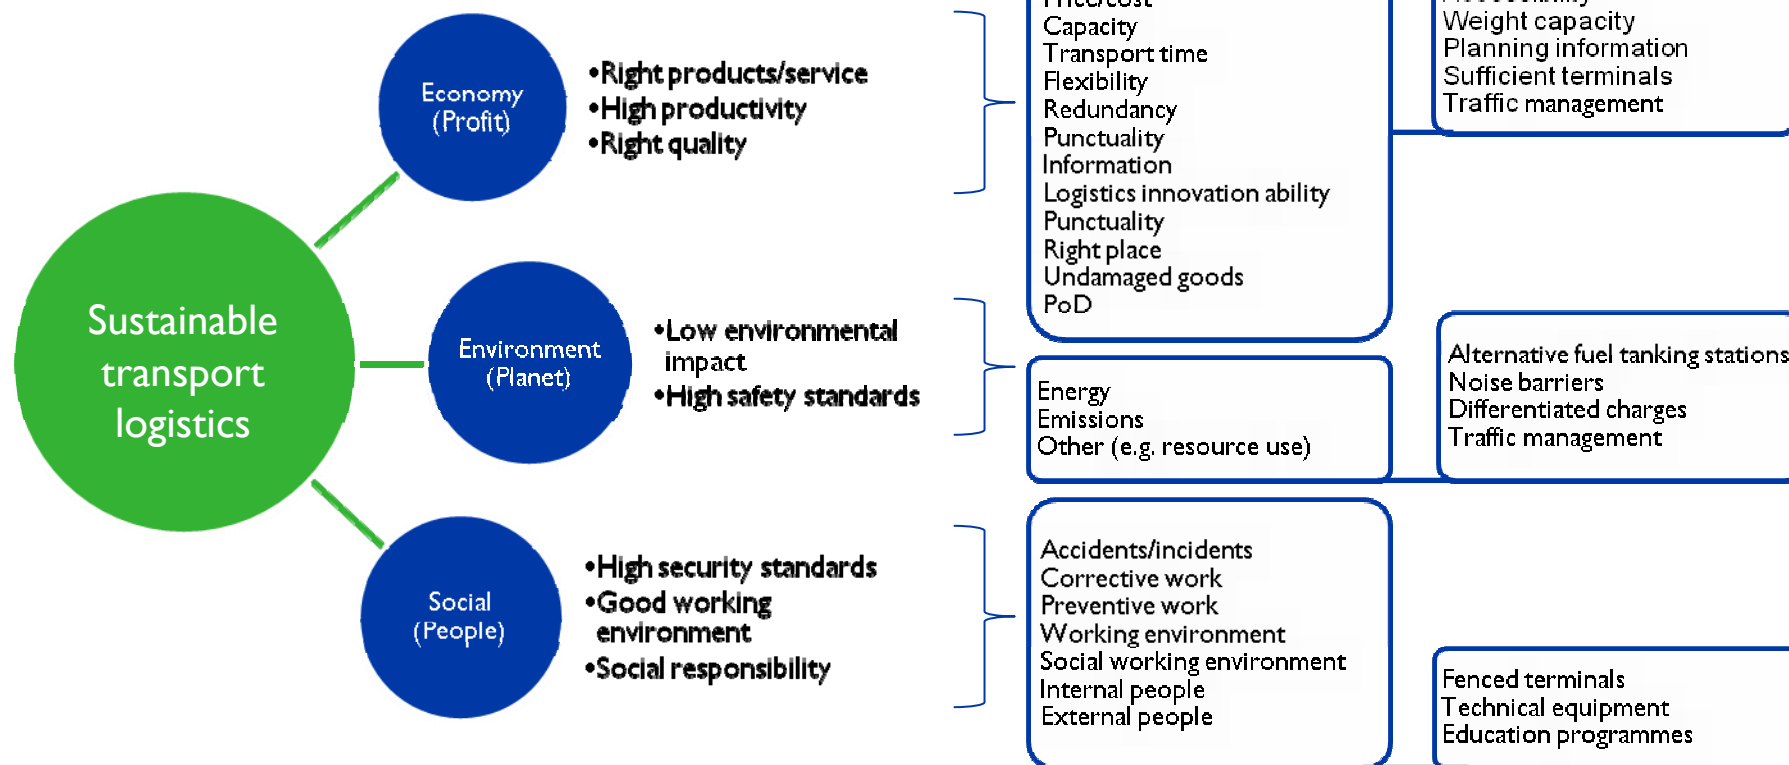 Sustainable
transport
logistics
Economy
(Profit)
•Right products/service
•High productivity
•Right quality
Price/cost
Capacity
Transport time
Flexibility
Redundancy
Punctuality
Information
Logistics innovation ability
Punctuality
Right place
Undamaged goods
PoD
Weight capacity
Planning information
Sufficient terminals
Traffic management
Environment
(Planet)
•Low environmental
impact
•High safety standards
Energy
Emissions
Other (e.g. resource use)
Alternative fuel tanking stations
Noise barriers
Differentiated charges
Traffic management
Social
(People)
•High security standards
•Good working
environment
•Social responsibility
Accidents/incidents
Corrective work
Preventive work
Working environment
Social working environment
Internal people
External people
Fenced terminals
Technical equipment
Education programmes